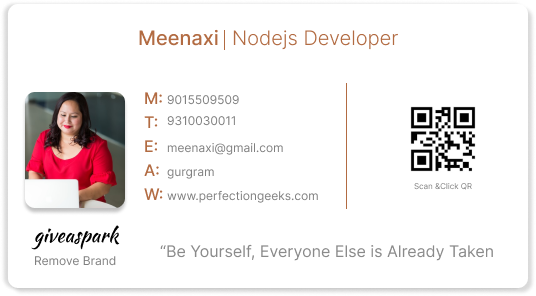 Meenaxi| Nodejs Developer
M: 9015509509
T: 9310030011
E: meenaxi@gmail.com
A: gurgram
W: www.perfectiongeeks.com
Scan &Click QR
giveaspark
Remove Brand
“Be Yourself, Everyone Else is Already Taken